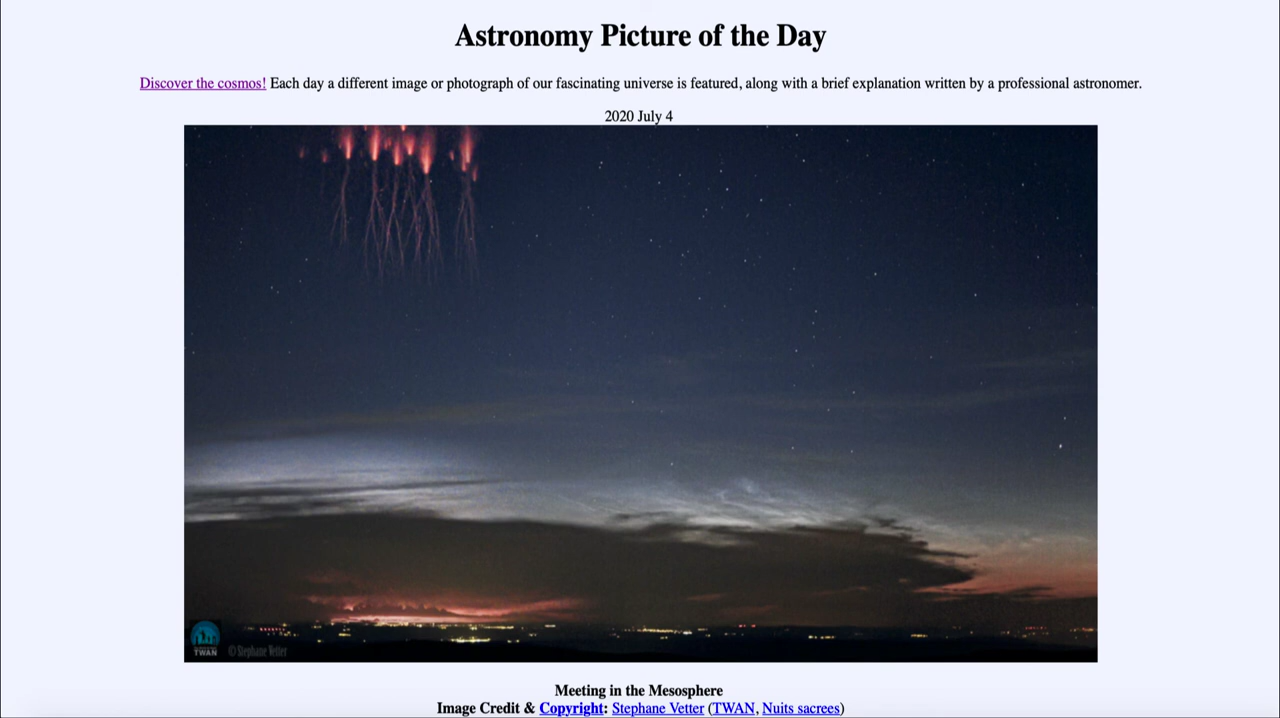 Astronomy Picture of the Day
Discover the cosmos! Each day a different image or photograph of our fascinating universe is featured, along with a brief explanation written by a professional astronomer.
2020 July 4
TWAN
© Stephane Vetter
Meeting in the Mesosphere
Image Credit & Copyright: Stephane Vetter (TWAN, Nuits sacrees)